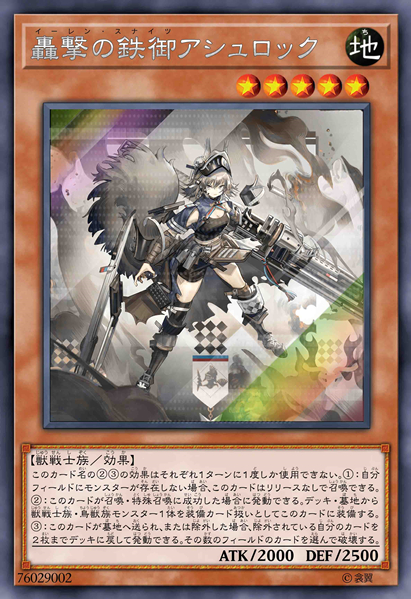 イーレン・スナイツ
轟撃の鉄御アシュロック
ち
地
【獣戦士族／効果】
このカード名の②③の効果はそれぞれ1ターンに1度しか使用できない。①：自分
フィールドにモンスターが存在しない場合、このカードはリリースなしで召喚できる。
②：このカードが召喚・特殊召喚に成功した場合に発動できる。デッキ・墓地から
獣戦士族・鳥獣族モンスター1体を装備カード扱いとしてこのカードに装備する。
③：このカードが墓地へ送られ、または除外した場合、除外されている自分のカードを
2枚までデッキに戻して発動できる。その数のフィールドのカードを選んで破壊する。
ATK/2000 DEF/2500
76029002
©袞翼